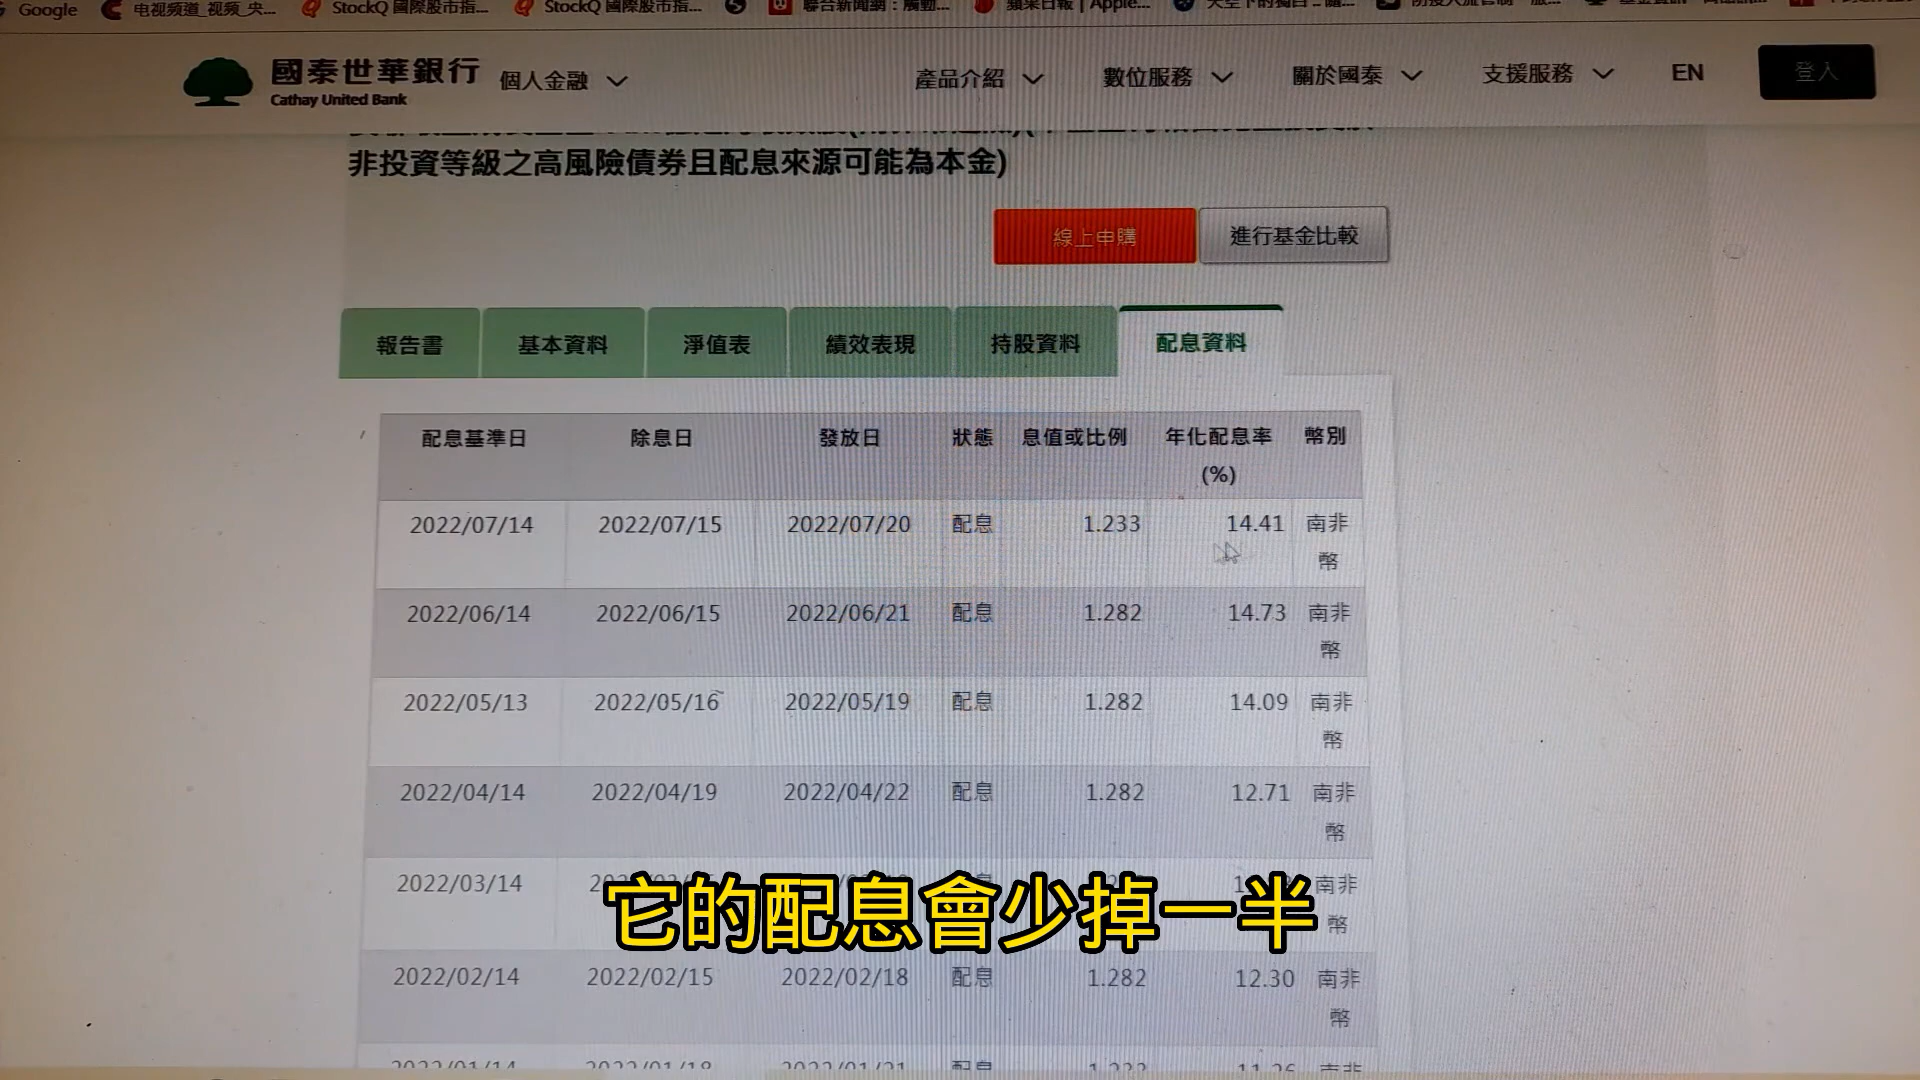 Google 电视频道_视频_央... StockQ 國際股市指... StockQ 國際股市指...
國泰世華銀行 個人金融 產品介紹 數位服務 關於國泰 支援服務 EN 登入
Cathay United Bank
非投資等級之高風險債券且配息來源可能為本金)
線上申購 進行基金比較
報告書 基本資料 淨值表 績效表現 持股資料 配息資料
配息基準日 除息日 發放日 狀態 息值或比例 年化配息率 幣別
(%)
2022/07/14 2022/07/15 2022/07/20 配息 1.233 14.41 南非
幣
2022/06/14 2022/06/15 2022/06/21 配息 1.282 14.73 南非
幣
2022/05/13 2022/05/16 2022/05/19 配息 1.282 14.09 南非
幣
2022/04/14 2022/04/19 2022/04/22 配息 1.282 12.71 南非
幣
2022/03/14 南非
幣
它的配息會少掉一半
2022/02/14 2022/02/15 2022/02/18 配息 1.282 12.30 南非
幣